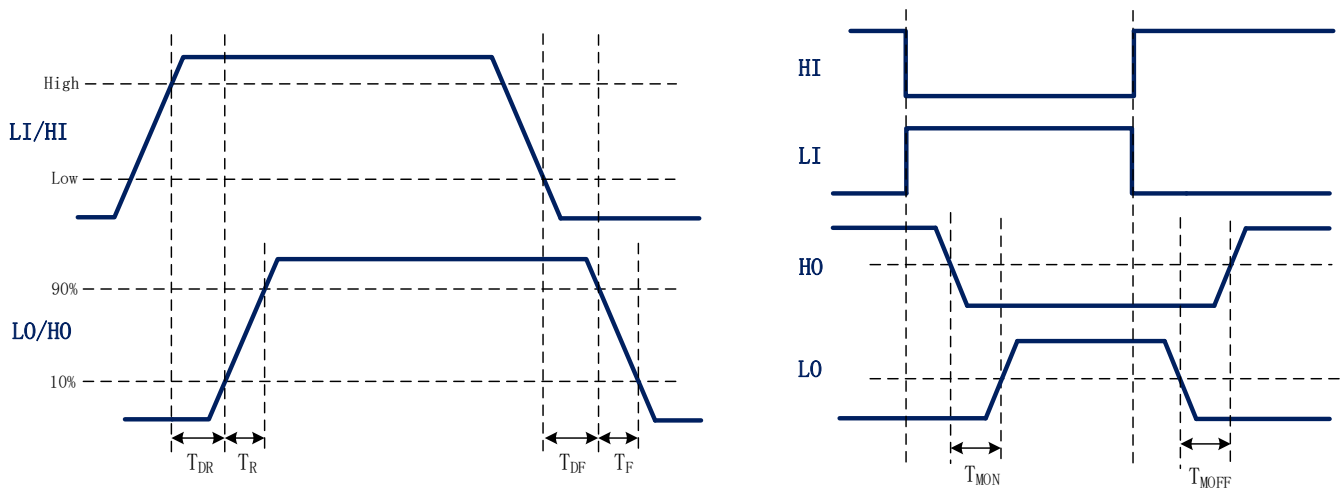 High
LI/HI
Low
90%
LO/HO
10%
TDR
TR
TDF
TF
HI
LI
HO
LO
TMON
TMOFF